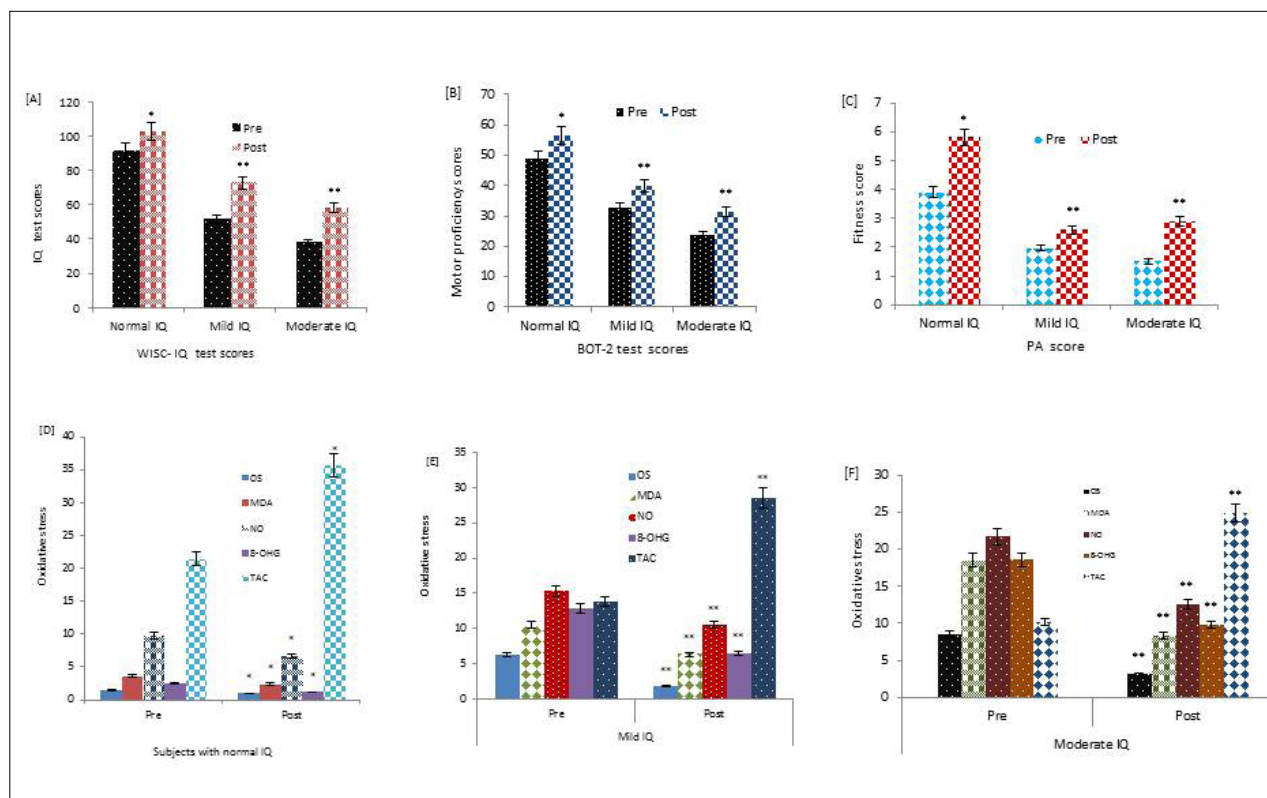 [A]
120
100
80
60
40
20
0
IQ test scores
Pre
Post
*
**
**
Normal IQ Mild IQ Moderate IQ
WISC- IQ test scores
[B]
70
60
50
40
30
20
10
0
Motor proficiency scores
Pre Post
*
**
**
Normal IQ Mild IQ Moderate IQ
BOT-2 test scores
[C]
7
6
5
4
3
2
1
0
Fitness score
Pre Post
*
**
**
Normal IQ Mild IQ Moderate IQ
PA score
[D]
40
35
30
25
20
15
10
5
0
Oxidative stress
OS
MDA
NO
8-OHG
TAC
* * * * *
Pre Post
Subjects with normal IQ
[E]
35
30
25
20
15
10
5
0
Oxidative stress
OS
MDA
NO
8-OHG
TAC
** ** ** ** **
Pre Post
Mild IQ
[F]
30
25
20
15
10
5
0
Oxidative stress
OS
MDA
NO
8-OHG
TAC
** ** ** ** **
Pre Post
Moderate IQ